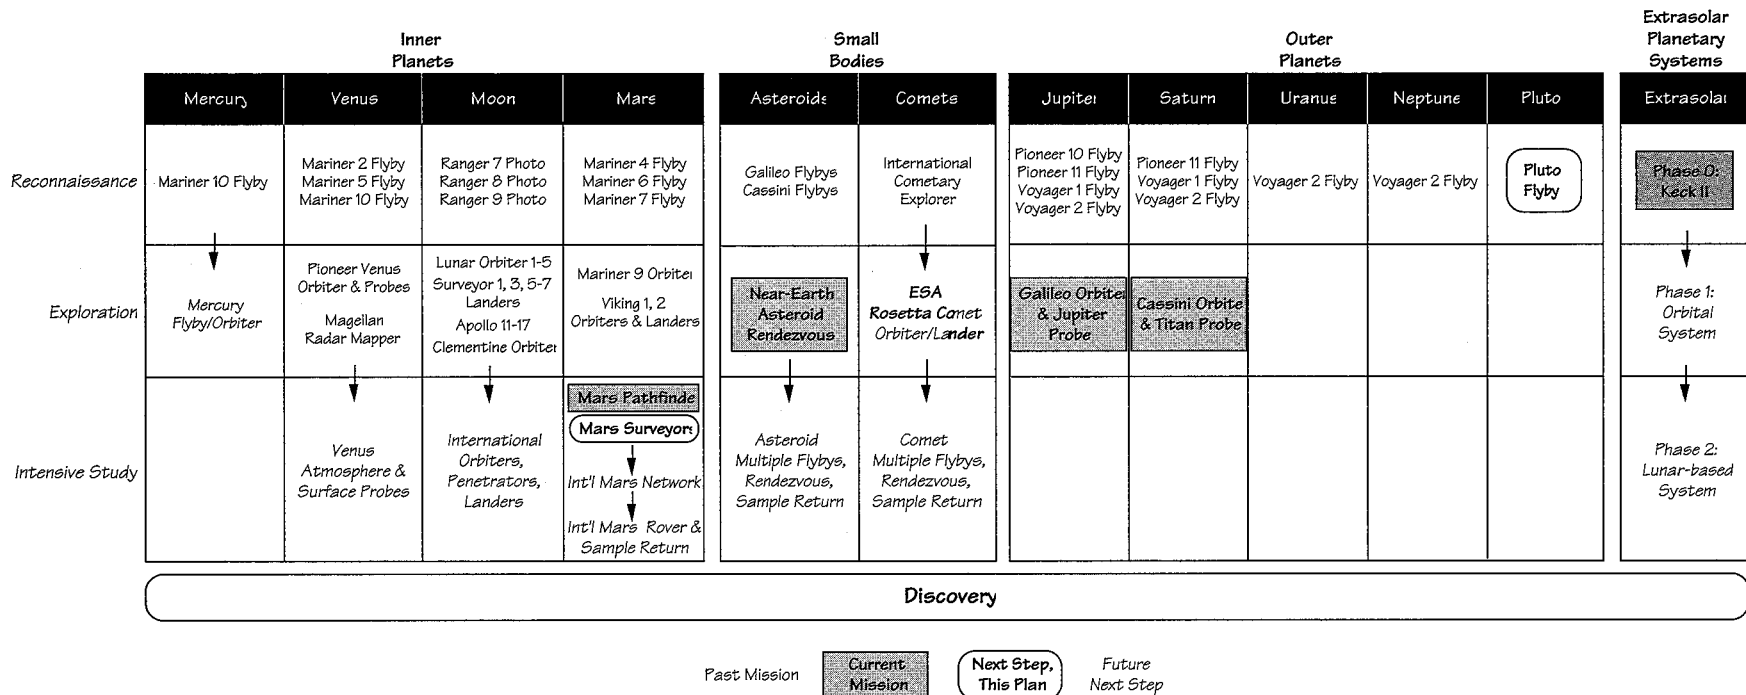 Inner
Planets
Small
Bodies
Outer
Planets
Extrasolar
Planetary
Systems
Mercury
Venus
Moon
Mars
Asteroids
Comets
Jupiter
Saturn
Uranus
Neptune
Pluto
Extrasolar
Reconnaissance
Mariner 10 Flyby
Mariner 2 Flyby
Mariner 5 Flyby
Mariner 10 Flyby
Ranger 7 Photo
Ranger 8 Photo
Ranger 9 Photo
Mariner 4 Flyby
Mariner 6 Flyby
Mariner 7 Flyby
Galileo Flybys
Cassini Flybys
International
Cometary
Explorer
Pioneer 10 Flyby
Pioneer 11 Flyby
Voyager 1 Flyby
Voyager 2 Flyby
Pioneer 11 Flyby
Voyager 1 Flyby
Voyager 2 Flyby
Voyager 2 Flyby
Voyager 2 Flyby
Pluto
Flyby
Phase 0:
Keck II
Exploration
Mercury
Flyby/Orbiter
Pioneer Venus
Orbiter & Probes
Magellan
Radar Mapper
Lunar Orbiter 1-5
Surveyor 1, 3, 5-7
Landers
Apollo 11-17
Clementine Orbiter
Mariner 9 Orbiter
Viking 1, 2
Orbiters & Landers
Near-Earth
Asteroid
Rendezvous
ESA
Rosetta Comet
Orbiter/Lander
Galileo Orbiter
& Jupiter
Probe
Cassini Orbite
& Titan Probe
Phase 1:
Orbital
System
Intensive Study
Venus
Atmosphere &
Surface Probes
International
Orbiters,
Penetrators,
Landers
Mars Pathfinde
Mars Surveyors
Int'l Mars Network
Int'l Mars Rover &
Sample Return
Asteroid
Multiple Flybys,
Rendezvous,
Sample Return
Comet
Multiple Flybys,
Rendezvous,
Sample Return
Phase 2:
Lunar-based
System
Discovery
Past Mission
Current
Mission
Next Step,
This Plan
Future
Next Step